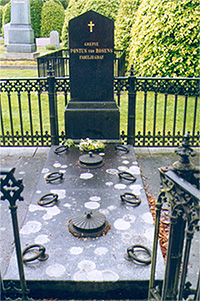 GREFVE
PONTUS VON ROSENS
FAMILJEGRAF